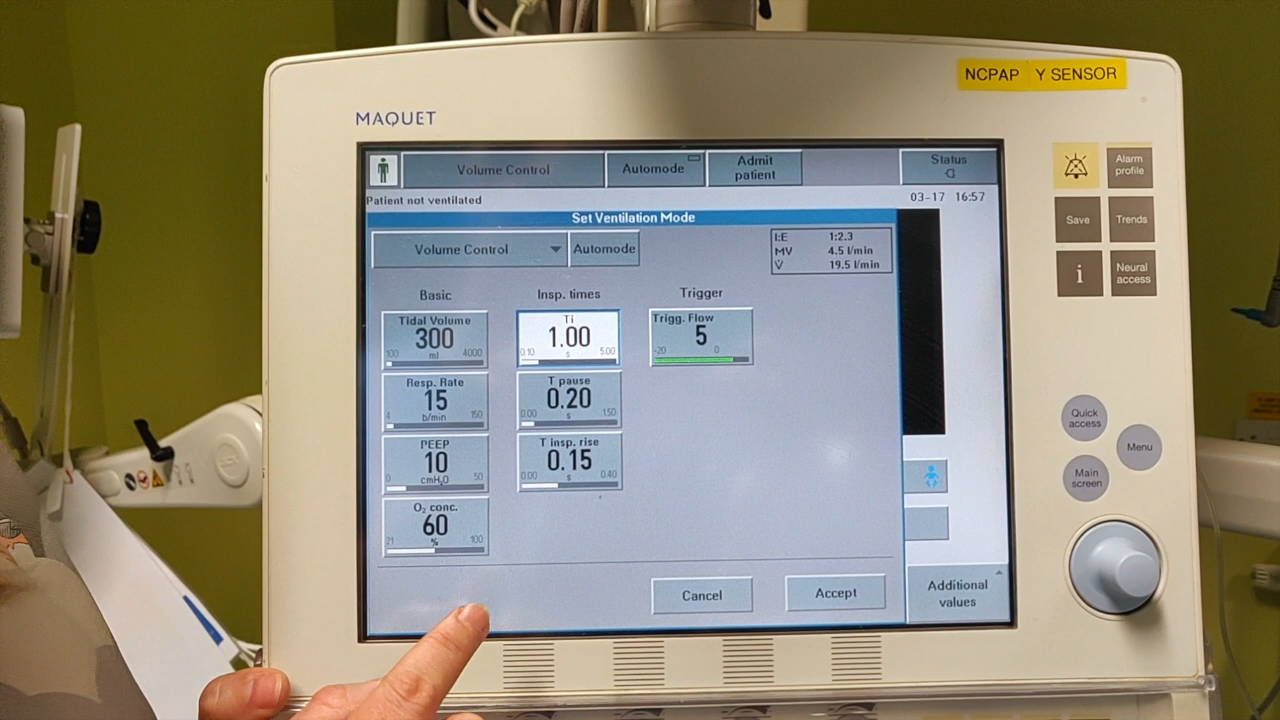 NCPAP Y SENSOR
MAQUET
Volume Control
Automode
Admit patient
Status
Alarm profile
Patient not ventilated
03-17 16:57
Save
Trends
Set Ventilation Mode
Volume Control
Automode
I:E 1:2.3
MV 4.5 l/min
V̇ 19.5 l/min
i
Neural access
Basic
Insp. times
Trigger
Tidal Volume
300
100 ml 4000
Ti
1.00
0.10 s 5.00
Trigg. Flow
5
-20 0
Resp. Rate
15
4 b/min 150
T pause
0.20
0.00 s 1.50
PEEP
10
0 cmH₂O 50
T insp. rise
0.15
0.00 s 0.40
O₂ conc.
60
21 % 100
Quick access
Menu
Main screen
Cancel
Accept
Additional values